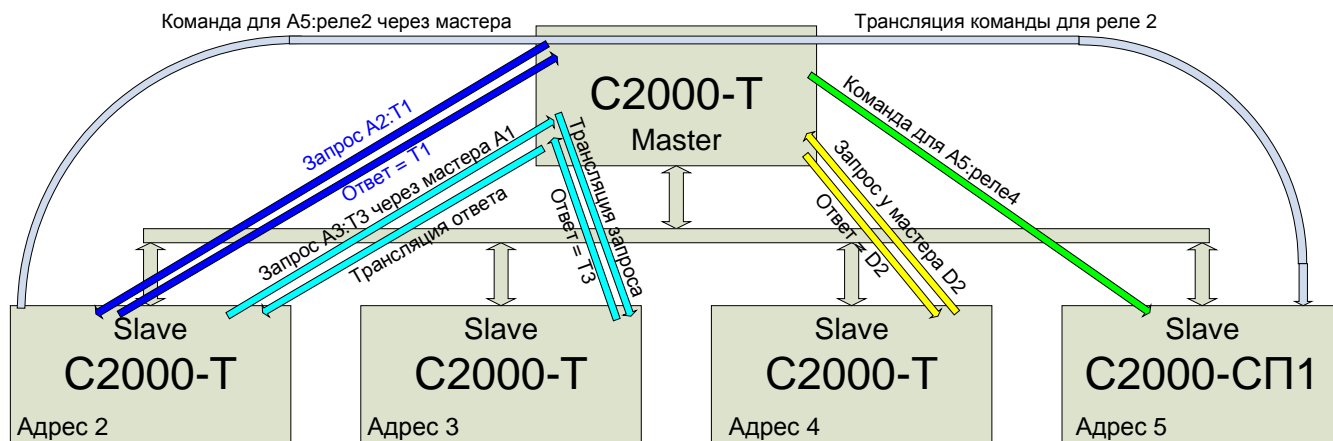 Команда для А5:реле2 через мастера
Трансляция команды для реле 2
С2000-Т
Master
Запрос А2:Т1
Ответ = Т1
Запрос А3:Т3 через мастера А1
Трансляция ответа
Трансляция запроса
Ответ = Т3
Запрос у мастера D2
Ответ = D2
Команда для А5:реле4
Slave
С2000-Т
Адрес 2
Slave
С2000-Т
Адрес 3
Slave
С2000-Т
Адрес 4
Slave
С2000-СП1
Адрес 5